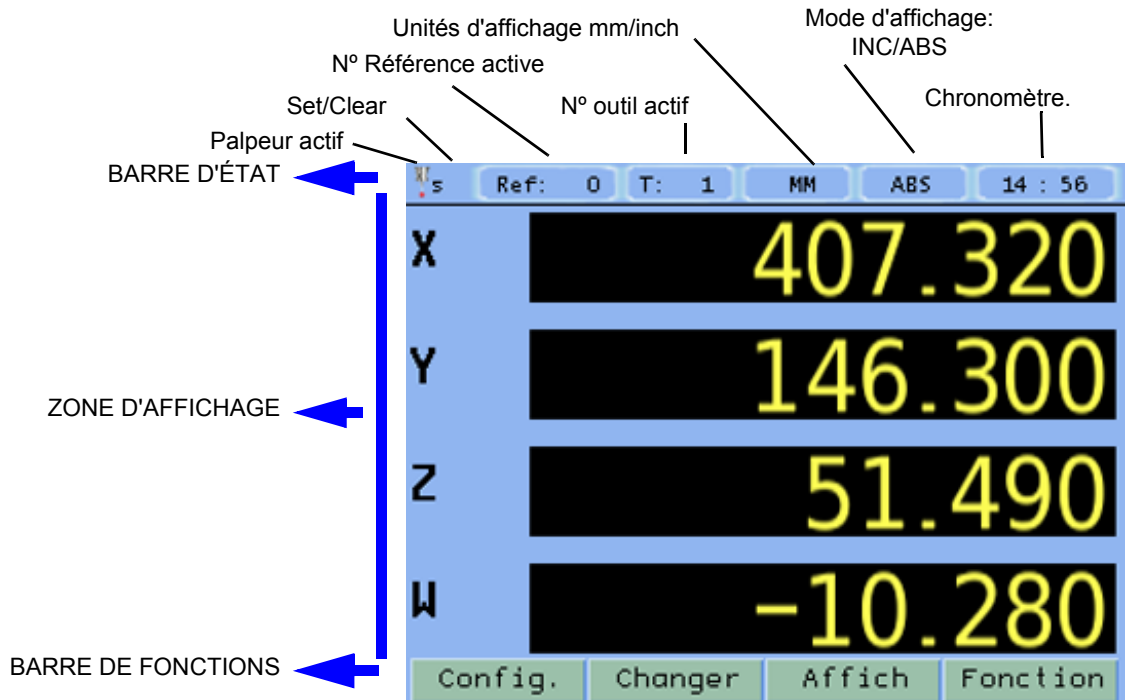 Mode d'affichage:
INC/ABS
Unités d'affichage mm/inch
Nº Référence active
Chronomètre.
Set/Clear
Nº outil actif
Palpeur actif
BARRE D'ÉTAT
s Ref: 0 T: 1 MM ABS 14 : 56
X 407.320
Y 146.300
ZONE D'AFFICHAGE
Z 51.490
W -10.280
BARRE DE FONCTIONS
Config. Changer Affich Fonction